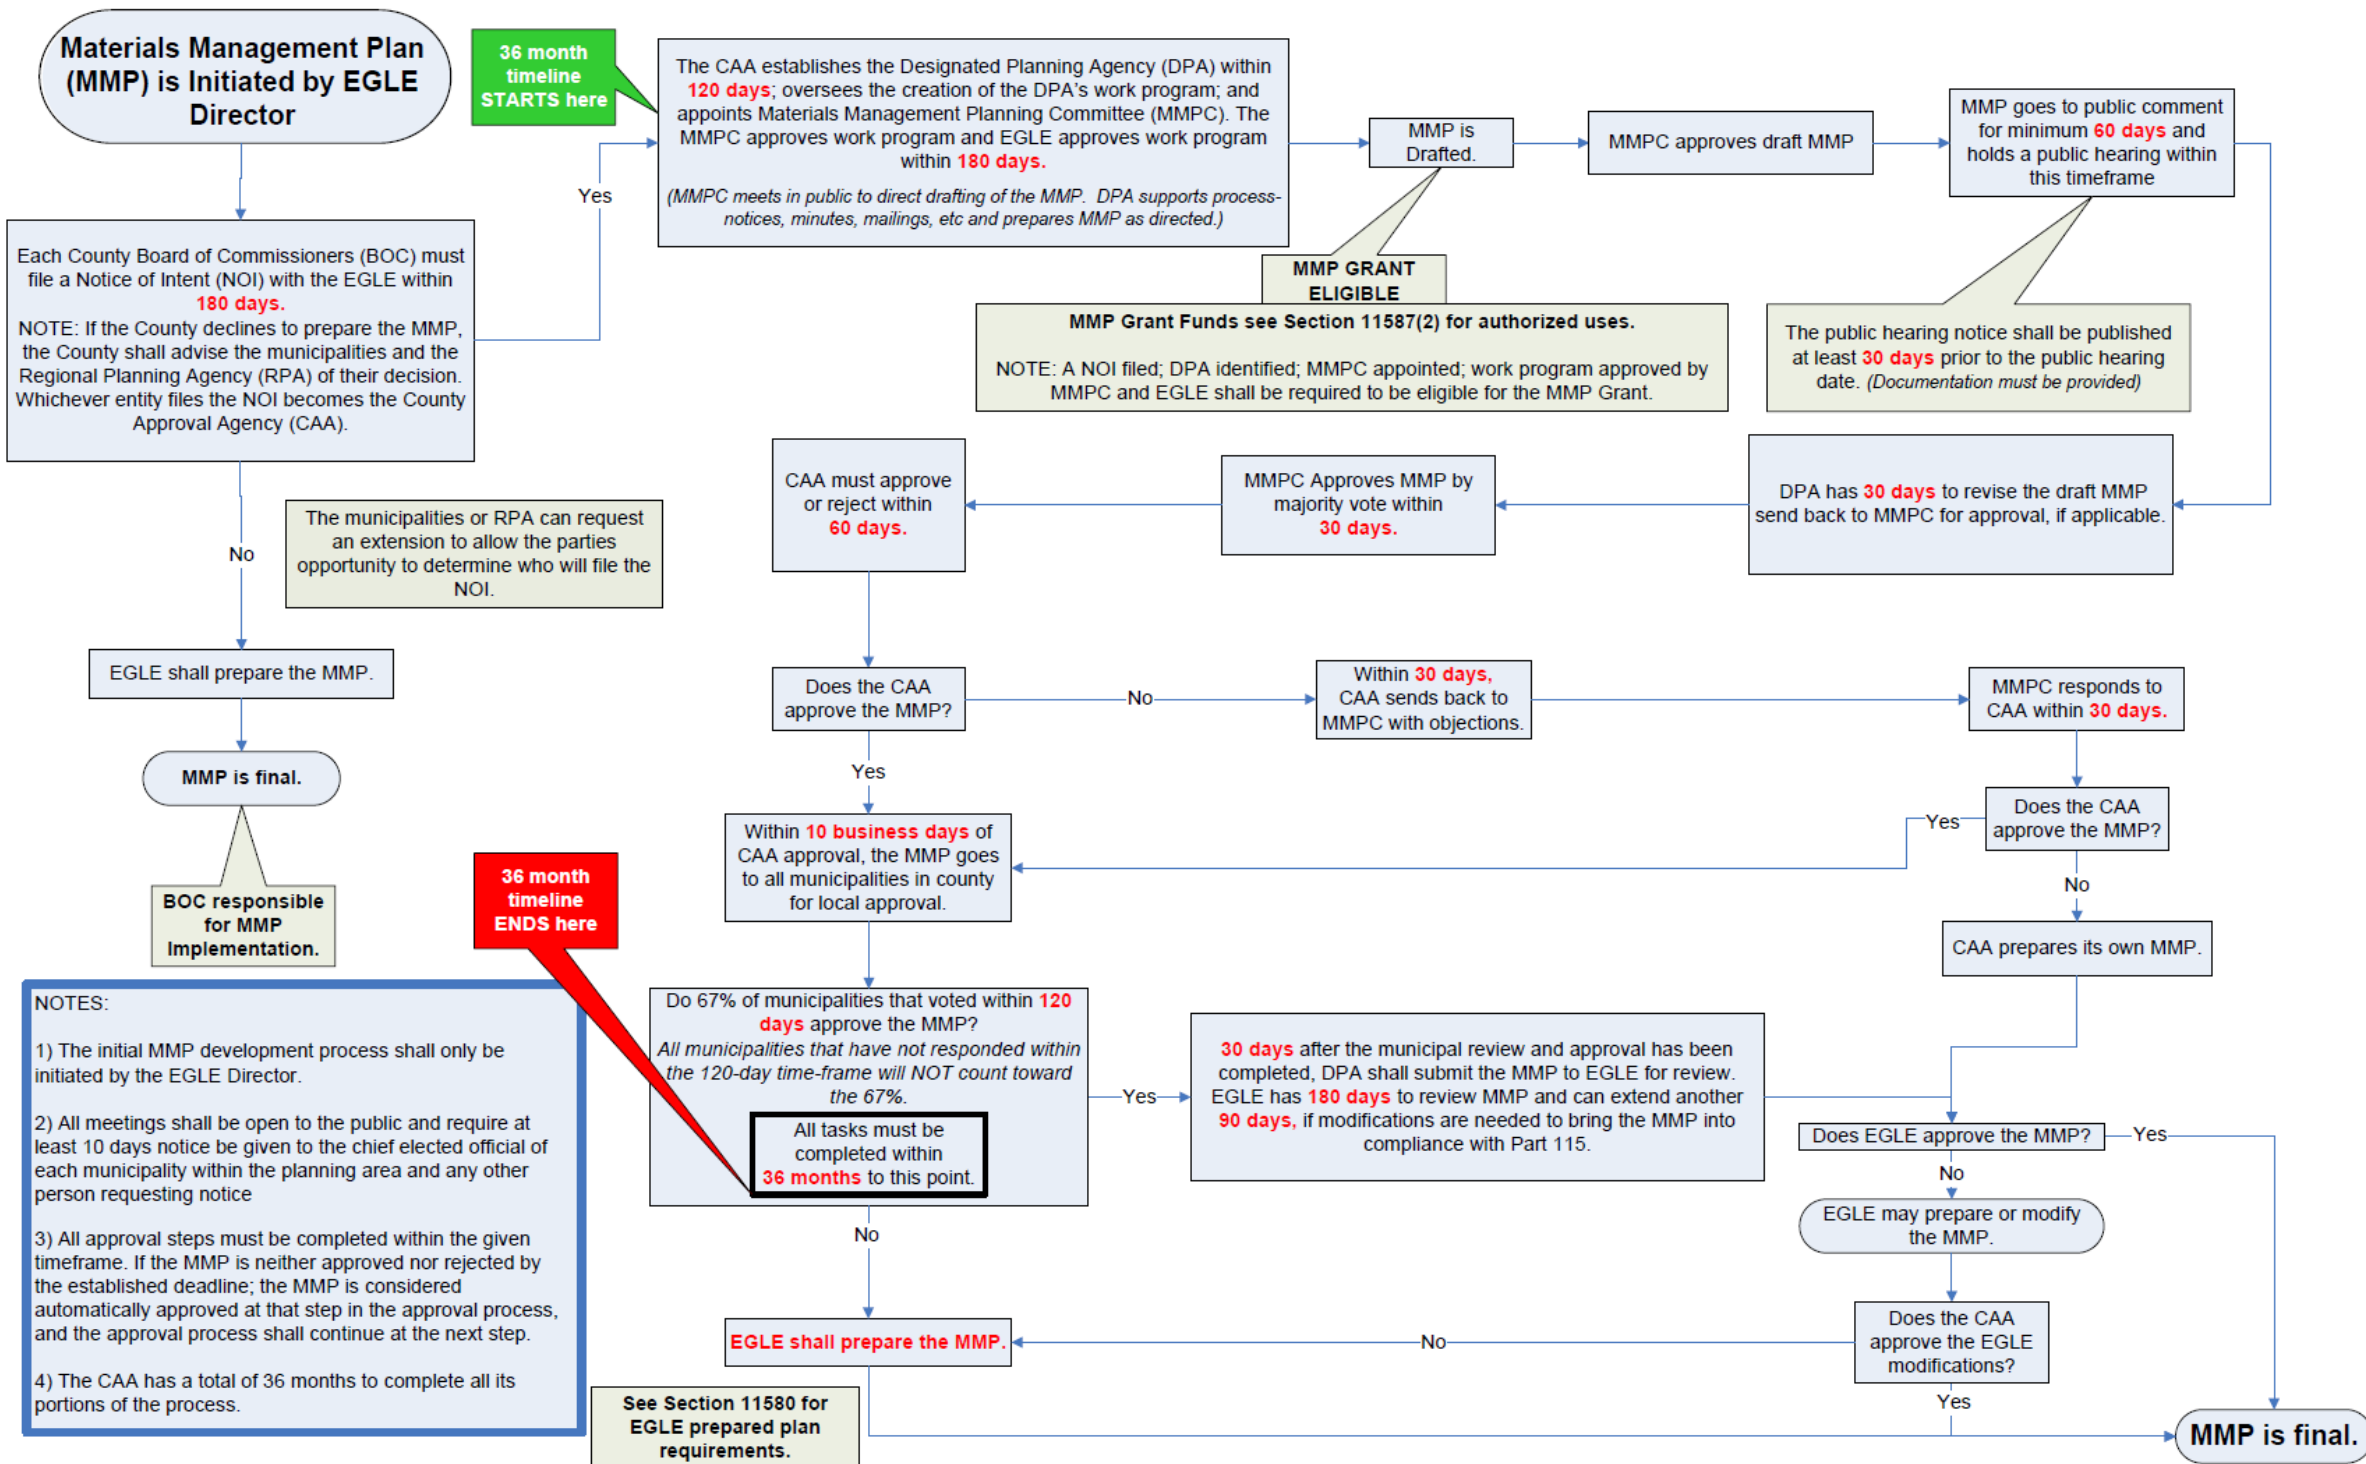 Materials Management Plan
(MMP) is Initiated by EGLE
Director
36 month
timeline
STARTS here
The CAA establishes the Designated Planning Agency (DPA) within
120 days; oversees the creation of the DPA's work program; and
appoints Materials Management Planning Committee (MMPC). The
MMPC approves work program and EGLE approves work program
within 180 days.
(MMPC meets in public to direct drafting of the MMP. DPA supports process-
notices, minutes, mailings, etc and prepares MMP as directed.)
MMP is
Drafted.
MMPC approves draft MMP
MMP goes to public comment
for minimum 60 days and
holds a public hearing within
this timeframe
Yes
Each County Board of Commissioners (BOC) must
file a Notice of Intent (NOI) with the EGLE within
180 days.
NOTE: If the County declines to prepare the MMP,
the County shall advise the municipalities and the
Regional Planning Agency (RPA) of their decision.
Whichever entity files the NOI becomes the County
Approval Agency (CAA).
MMP GRANT
ELIGIBLE
MMP Grant Funds see Section 11587(2) for authorized uses.
NOTE: A NOI filed; DPA identified; MMPC appointed; work program approved by
MMPC and EGLE shall be required to be eligible for the MMP Grant.
The public hearing notice shall be published
at least 30 days prior to the public hearing
date. (Documentation must be provided)
CAA must approve
or reject within
60 days.
MMPC Approves MMP by
majority vote within
30 days.
DPA has 30 days to revise the draft MMP
send back to MMPC for approval, if applicable.
No
The municipalities or RPA can request
an extension to allow the parties
opportunity to determine who will file the
NOI.
EGLE shall prepare the MMP.
MMP is final.
BOC responsible
for MMP
Implementation.
Does the CAA
approve the MMP?
No
Within 30 days,
CAA sends back to
MMPC with objections.
MMPC responds to
CAA within 30 days.
Yes
Within 10 business days of
CAA approval, the MMP goes
to all municipalities in county
for local approval.
Yes
Does the CAA
approve the MMP?
No
CAA prepares its own MMP.
36 month
timeline
ENDS here
NOTES:
1) The initial MMP development process shall only be
initiated by the EGLE Director.
2) All meetings shall be open to the public and require at
least 10 days notice be given to the chief elected official of
each municipality within the planning area and any other
person requesting notice
3) All approval steps must be completed within the given
timeframe. If the MMP is neither approved nor rejected by
the established deadline; the MMP is considered
automatically approved at that step in the approval process,
and the approval process shall continue at the next step.
4) The CAA has a total of 36 months to complete all its
portions of the process.
Do 67% of municipalities that voted within 120
days approve the MMP?
All municipalities that have not responded within
the 120-day time-frame will NOT count toward
the 67%.
All tasks must be
completed within
36 months to this point.
Yes
30 days after the municipal review and approval has been
completed, DPA shall submit the MMP to EGLE for review.
EGLE has 180 days to review MMP and can extend another
90 days, if modifications are needed to bring the MMP into
compliance with Part 115.
Does EGLE approve the MMP?
Yes
No
EGLE may prepare or modify
the MMP.
No
EGLE shall prepare the MMP.
No
Does the CAA
approve the EGLE
modifications?
Yes
See Section 11580 for
EGLE prepared plan
requirements.
MMP is final.